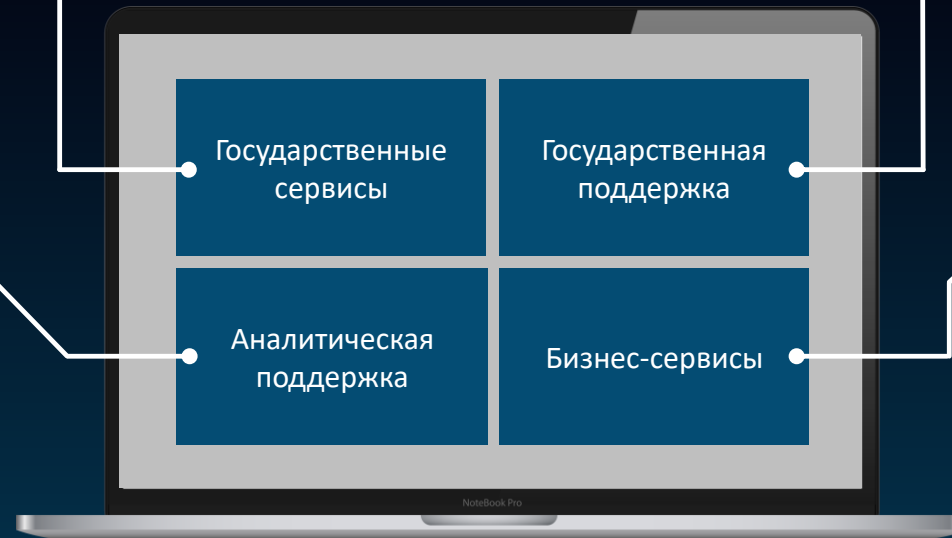 Государственные
сервисы
Государственная
поддержка
Аналитическая
поддержка
Бизнес-сервисы
NoteBook Pro